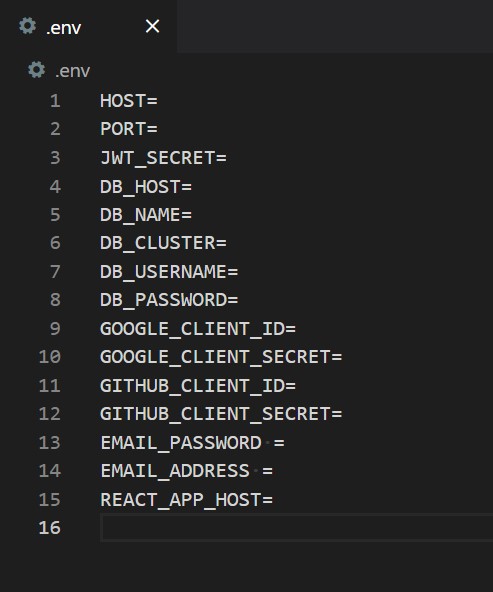 .env
.env
1 HOST=
2 PORT=
3 JWT_SECRET=
4 DB_HOST=
5 DB_NAME=
6 DB_CLUSTER=
7 DB_USERNAME=
8 DB_PASSWORD=
9 GOOGLE_CLIENT_ID=
10 GOOGLE_CLIENT_SECRET=
11 GITHUB_CLIENT_ID=
12 GITHUB_CLIENT_SECRET=
13 EMAIL_PASSWORD =
14 EMAIL_ADDRESS =
15 REACT_APP_HOST=
16